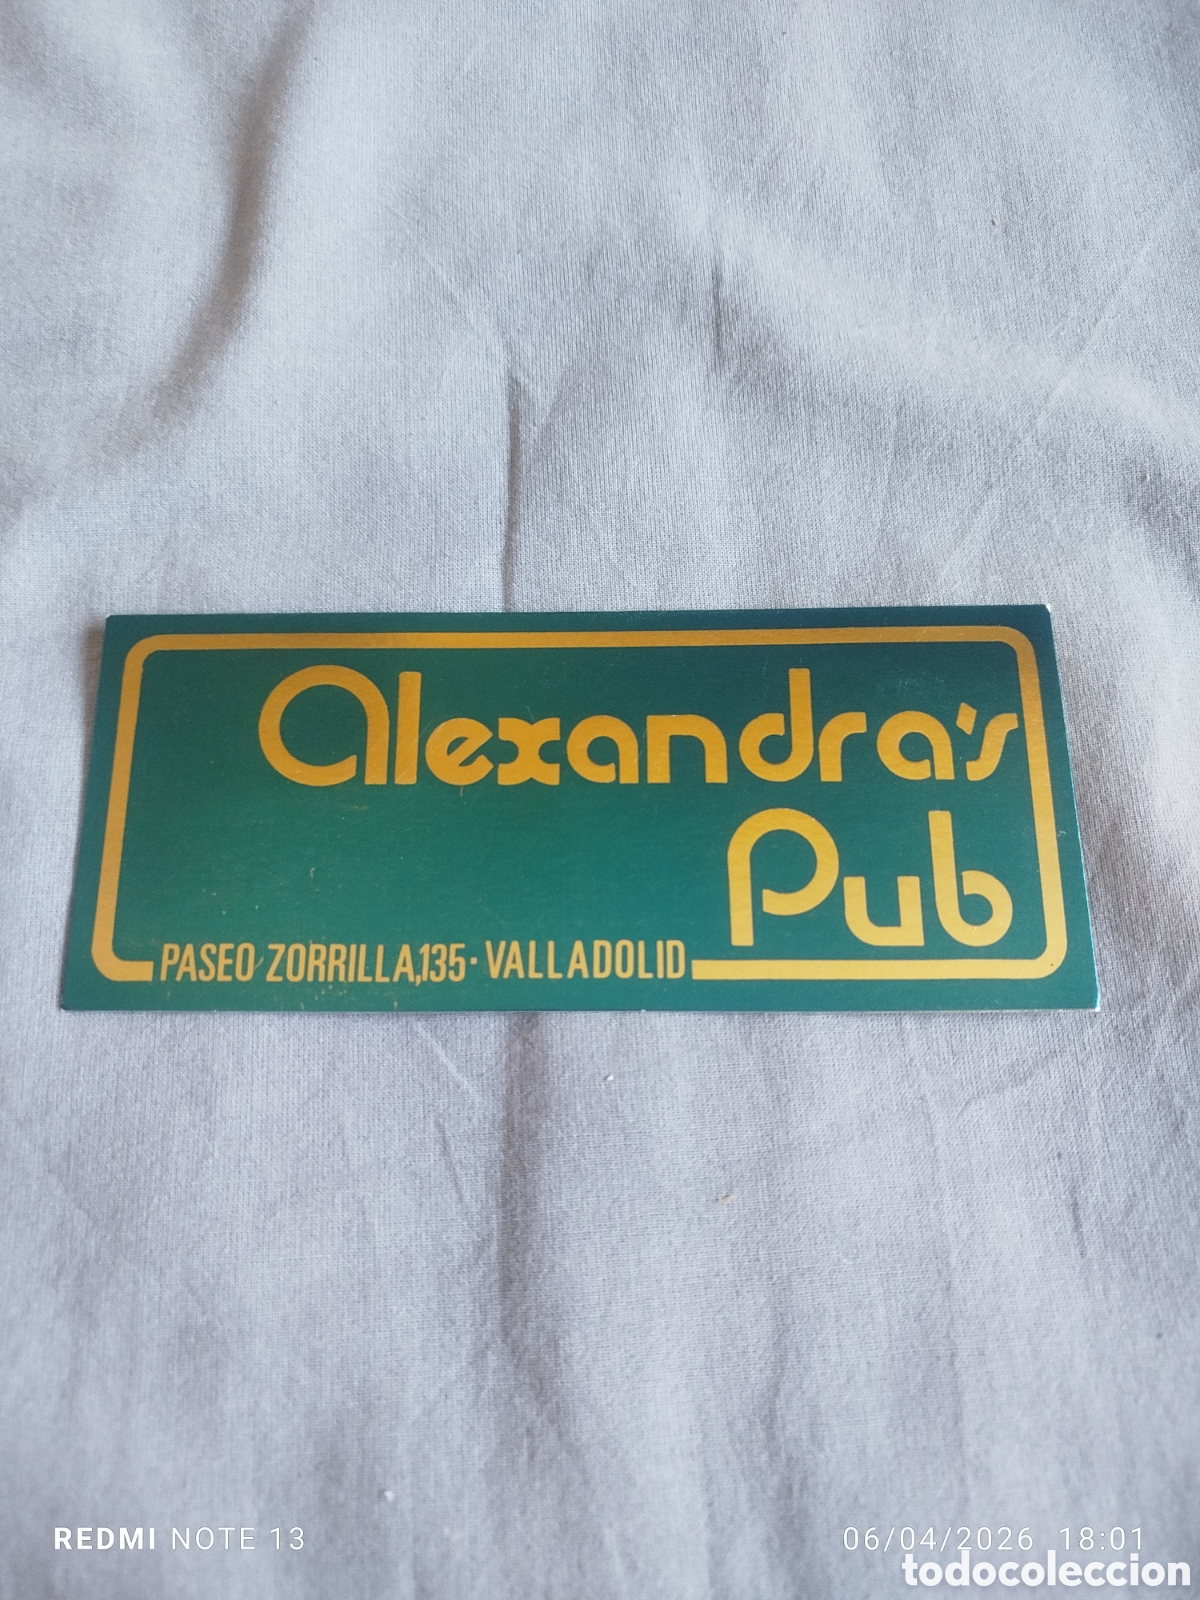 alexandra's
Pub
PASEO ZORRILLA,135 · VALLADOLID
REDMI NOTE 13
06/04/2026 18:01
todocoleccion